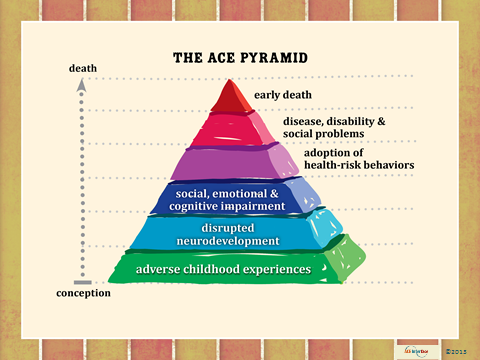 THE ACE PYRAMID
death
early death
disease, disability &
social problems
adoption of
health-risk behaviors
social, emotional &
cognitive impairment
disrupted
neurodevelopment
adverse childhood experiences
conception
©2015